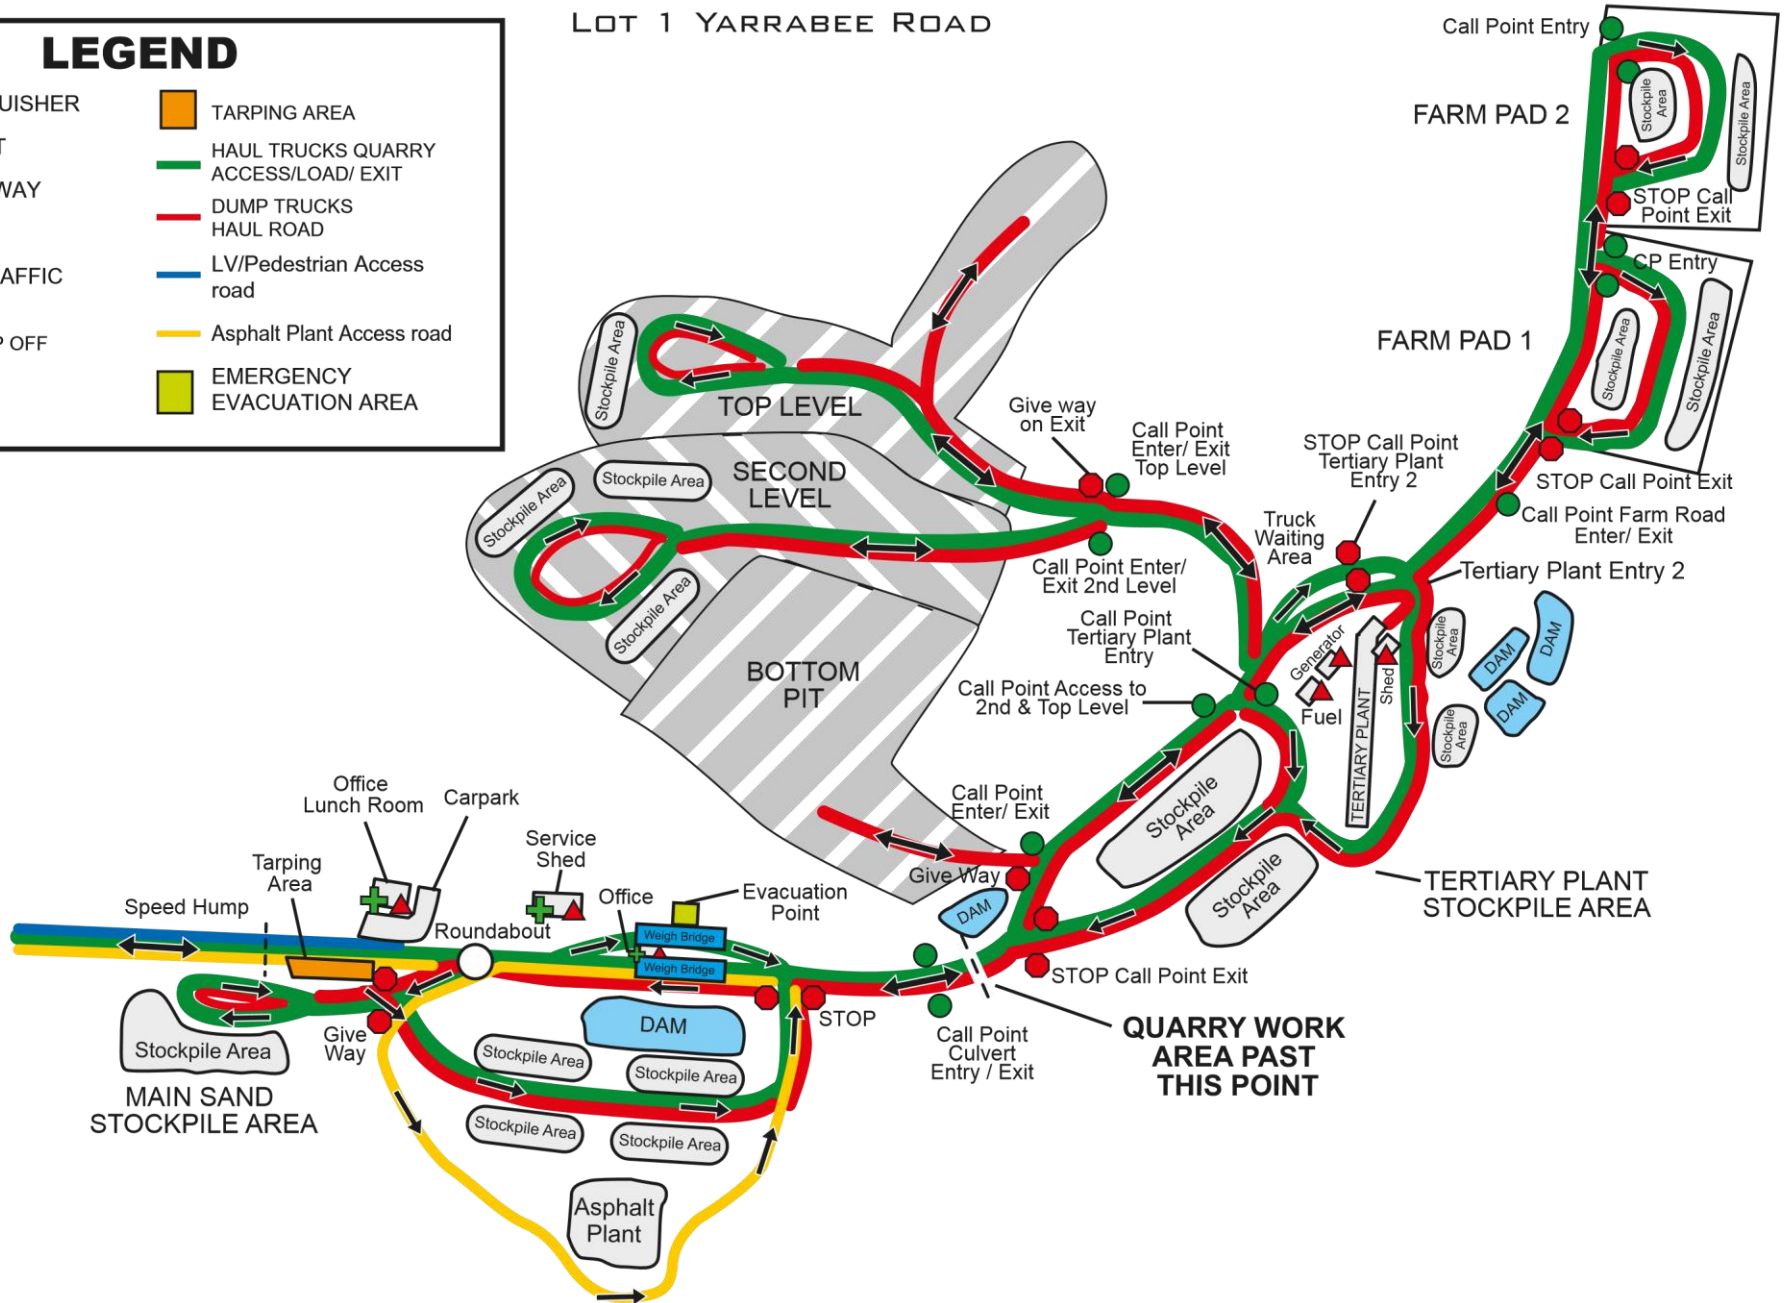 LOT 1 YARRABEE ROAD
LEGEND
UISHER
T
WAY
AFFIC
P OFF
TARPING AREA
HAUL TRUCKS QUARRY
ACCESS/LOAD/ EXIT
DUMP TRUCKS
HAUL ROAD
LV/Pedestrian Access
road
Asphalt Plant Access road
EMERGENCY
EVACUATION AREA
Call Point Entry
FARM PAD 2
Stockpile
Area
Stockpile Area
STOP Call
Point Exit
CP Entry
FARM PAD 1
Stockpile
Area
Stockpile Area
STOP Call Point Exit
Call Point Farm Road
Enter/ Exit
Stockpile Area
TOP LEVEL
Give way
on Exit
Call Point
Enter/ Exit
Top Level
STOP Call Point
Tertiary Plant
Entry 2
Truck
Waiting
Area
Tertiary Plant Entry 2
SECOND
LEVEL
Stockpile Area
Stockpile Area
Stockpile Area
Call Point Enter/
Exit 2nd Level
Call Point
Tertiary Plant
Entry
Call Point Access to
2nd & Top Level
BOTTOM
PIT
Generator
Fuel
Shed
TERTIARY PLANT
Stockpile
Area
Stockpile
Area
DAM
DAM
DAM
Call Point
Enter/ Exit
Give Way
DAM
Stockpile
Area
Stockpile
Area
TERTIARY PLANT
STOCKPILE AREA
STOP Call Point Exit
Office
Lunch Room
Carpark
Tarping
Area
Speed Hump
Roundabout
Service
Shed
Office
Evacuation
Point
Weigh Bridge
Weigh Bridge
STOP
DAM
Give
Way
Stockpile Area
MAIN SAND
STOCKPILE AREA
Stockpile Area
Stockpile Area
Stockpile Area
Stockpile Area
Asphalt
Plant
Call Point
Culvert
Entry / Exit
QUARRY WORK
AREA PAST
THIS POINT